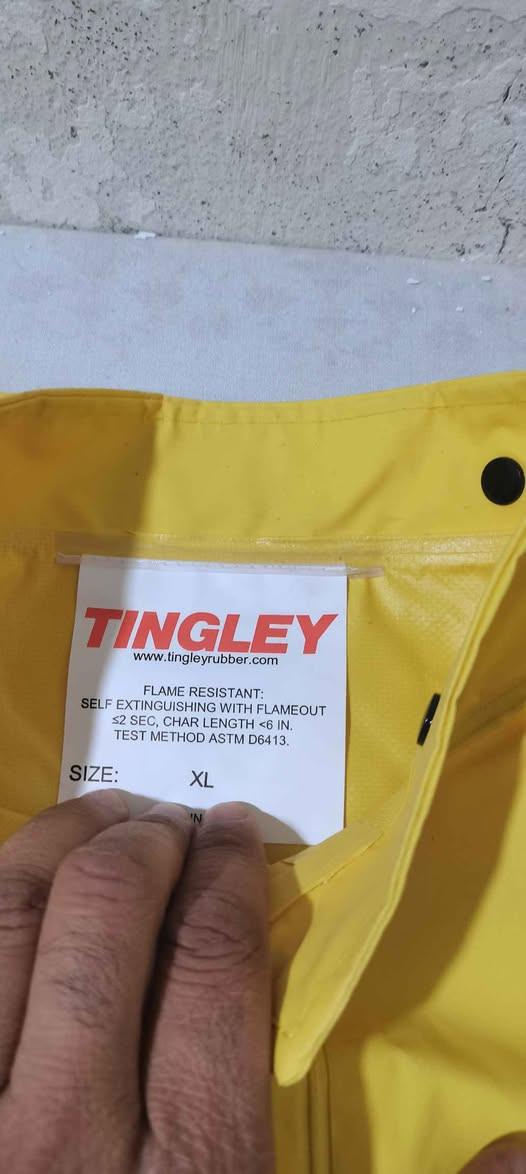 TINGLEY
www.tingleyrubber.com
FLAME RESISTANT:
SELF EXTINGUISHING WITH FLAMEOUT
≤2 SEC, CHAR LENGTH <6 IN.
TEST METHOD ASTM D6413.
SIZE: XL